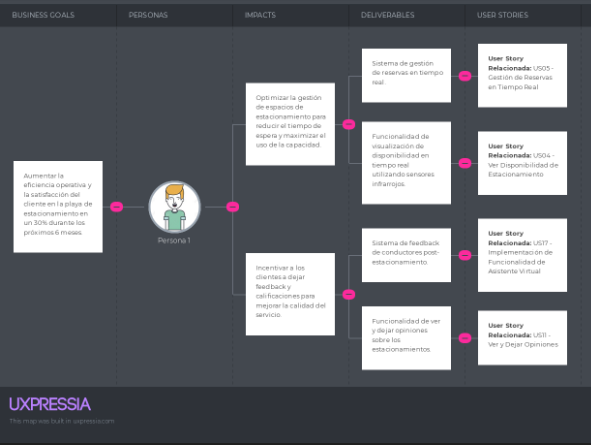 BUSINESS GOALS
PERSONAS
IMPACTS
DELIVERABLES
USER STORIES
Aumentar la
eficiencia operativa y
la satisfacción del
cliente en la playa de
estacionamiento en
un 30% durante los
próximos 6 meses.
Persona 1
Optimizar la gestión
de espacios de
estacionamiento para
reducir el tiempo de
espera y maximizar el
uso de la capacidad.
Incentivar a los
clientes a dejar
feedback y
calificaciones para
mejorar la calidad del
servicio.
Sistema de gestión
de reservas en tiempo
real.
Funcionalidad de
visualización de
disponibilidad en
tiempo real
utilizando sensores
infrarrojos.
Sistema de feedback
de conductores post-
estacionamiento.
Funcionalidad de ver
y dejar opiniones
sobre los
estacionamientos.
User Story
Relacionada: US05 -
Gestión de Reservas
en Tiempo Real
User Story
Relacionada: US04 -
Ver Disponibilidad de
Estacionamiento
User Story
Relacionada: US17 -
Implementación de
Funcionalidad de
Asistente Virtual
User Story
Relacionada: US11 -
Ver y Dejar Opiniones
UXPRESSIA
This map was built in uxpressia.com